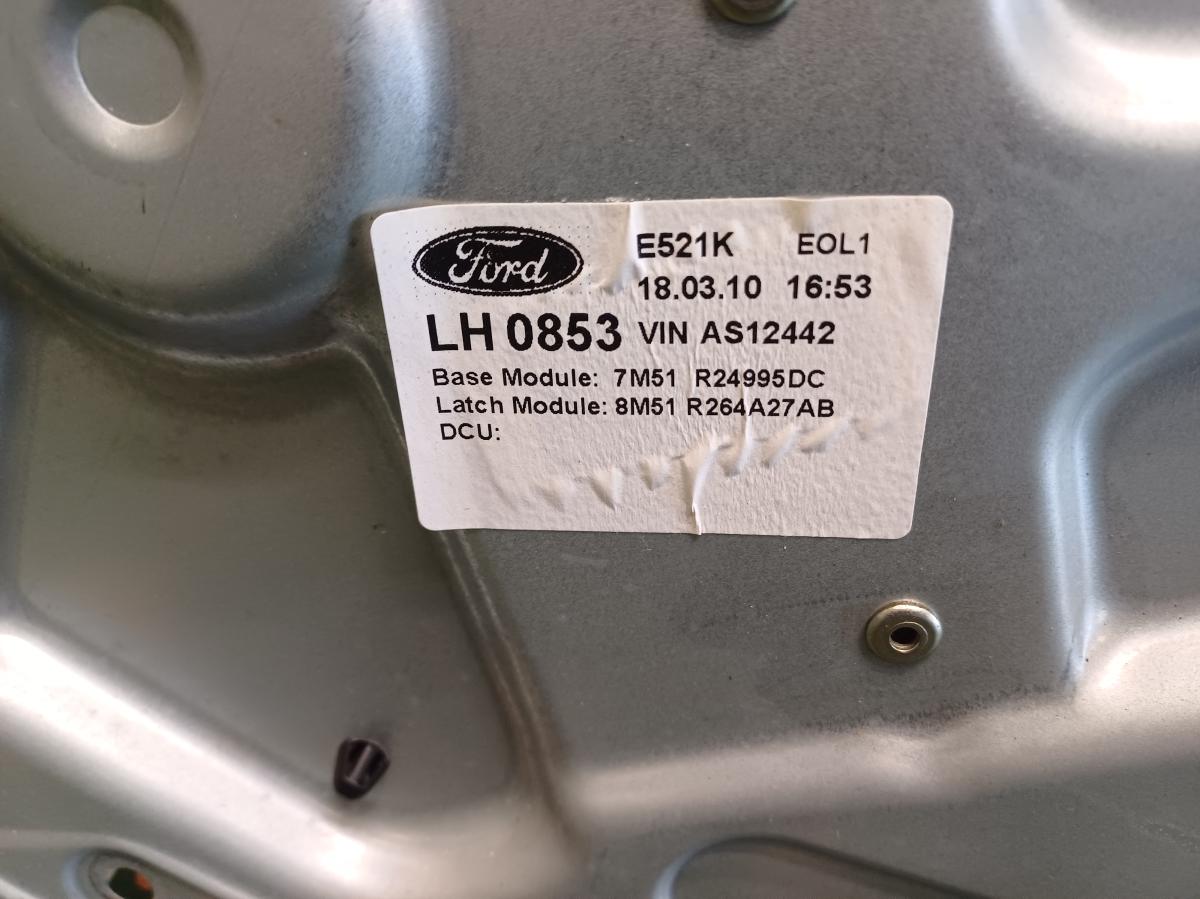 Ford
E521K EOL1
18.03.10 16:53
LH 0853 VIN AS12442
Base Module: 7M51 R24995DC
Latch Module: 8M51 R264A27AB
DCU: